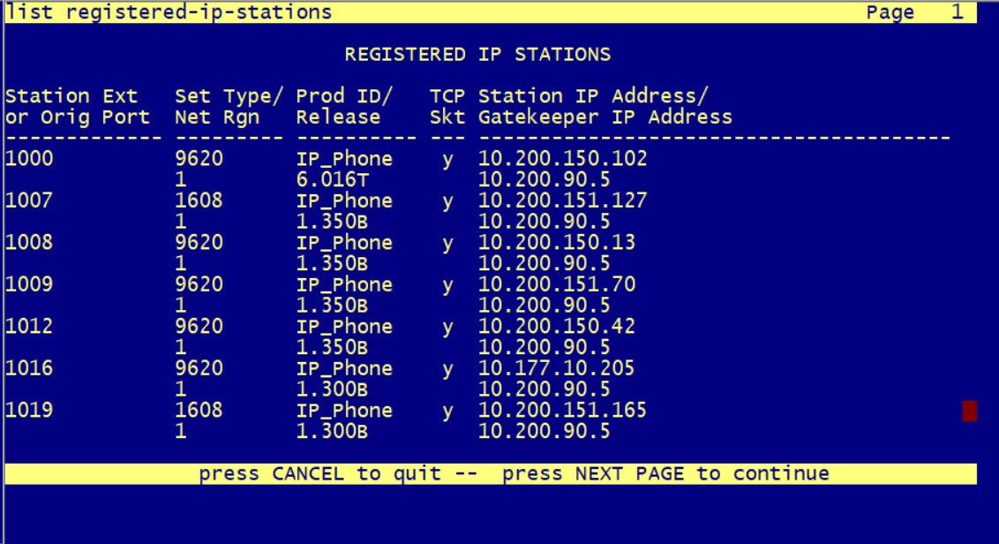 list registered-ip-stations Page 1
REGISTERED IP STATIONS
Station Ext Set Type/ Prod ID/ TCP Station IP Address/
or Orig Port Net Rgn Release Skt Gatekeeper IP Address
------------- --------- ---------- --- ---------------------------------------
1000 9620 IP_Phone y 10.200.150.102
1 6.016T 10.200.90.5
1007 1608 IP_Phone y 10.200.151.127
1 1.350B 10.200.90.5
1008 9620 IP_Phone y 10.200.150.13
1 1.350B 10.200.90.5
1009 9620 IP_Phone y 10.200.151.70
1 1.350B 10.200.90.5
1012 9620 IP_Phone y 10.200.150.42
1 1.350B 10.200.90.5
1016 9620 IP_Phone y 10.177.10.205
1 1.300B 10.200.90.5
1019 1608 IP_Phone y 10.200.151.165
1 1.300B 10.200.90.5
press CANCEL to quit -- press NEXT PAGE to continue